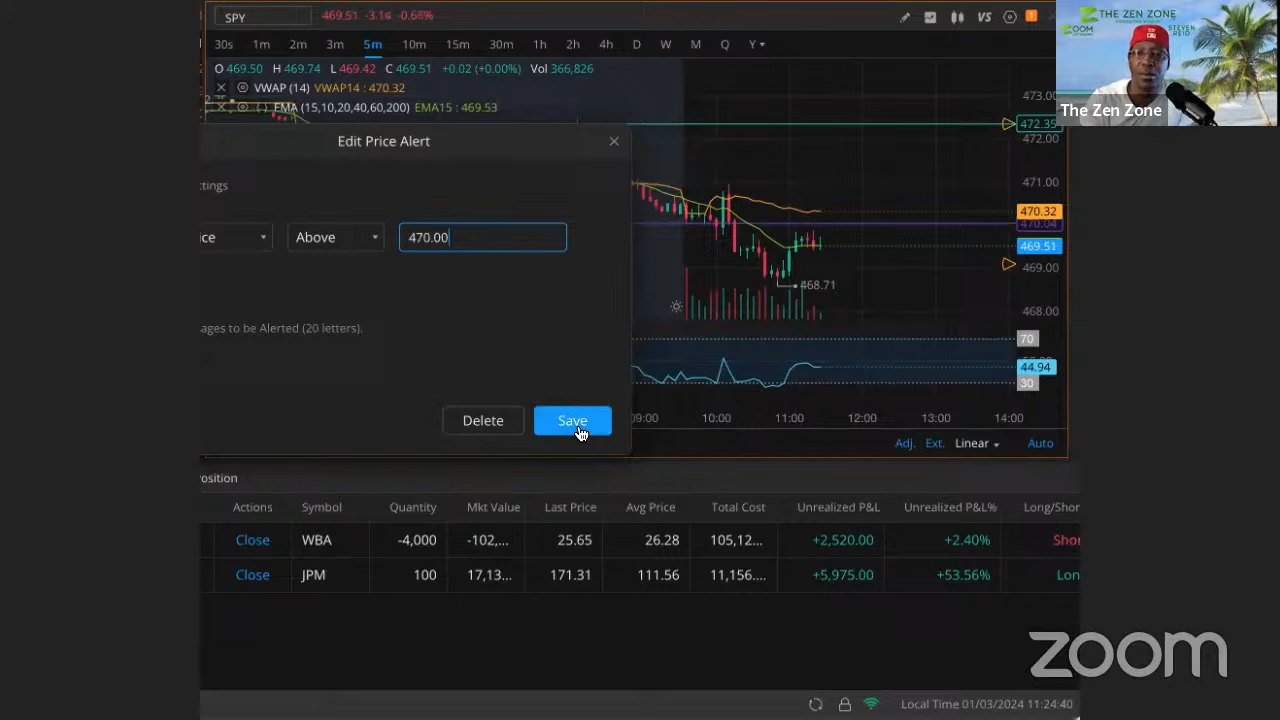 SPY
469.51 -3.14 -0.66%
VS
30s 1m 2m 3m 5m 10m 15m 30m 1h 2h 4h D W M Q Y
O 469.50 H 469.74 L 469.42 C 469.51 +0.02 (+0.00%) Vol 366,826
VWAP (14) VWAP14 : 470.32
EMA (15,10,20,40,60,200) EMA15 : 469.53
THE ZEN ZONE
ZOOM
STEVEN REID
The Zen Zone
473.00
472.35
472.00
471.00
470.32
470.04
469.51
469.00
468.71
468.00
70
44.94
30
09:00 10:00 11:00 12:00 13:00 14:00
Adj. Ext. Linear Auto
Edit Price Alert
ttings
ice Above 470.00
ages to be Alerted (20 letters).
Delete Save
osition
Actions Symbol Quantity Mkt Value Last Price Avg Price Total Cost Unrealized P&L Unrealized P&L% Long/Shor
Close WBA -4,000 -102,... 25.65 26.28 105,12... +2,520.00 +2.40% Shor
Close JPM 100 17,13... 171.31 111.56 11,156.... +5,975.00 +53.56% Lon
zoom
Local Time 01/03/2024 11:24:40